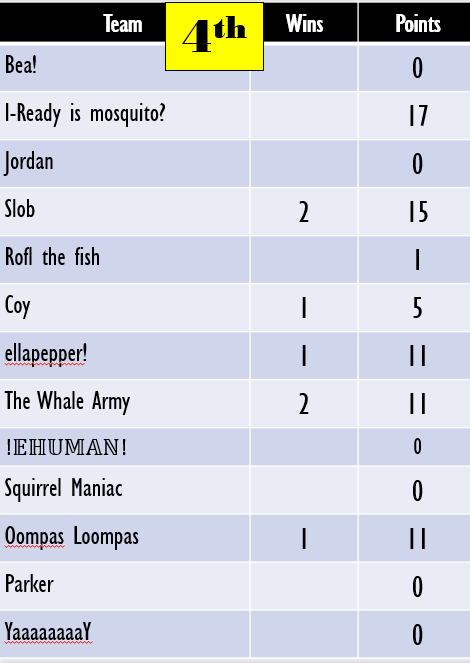 Team 4th Wins Points
Bea! 0
I-Ready is mosquito? 17
Jordan 0
Slob 2 15
Rofl the fish 1
Coy 1 5
ellapepper! 1 11
The Whale Army 2 11
!𝔼ℍ𝕌𝕄𝔸ℕ! 0
Squirrel Maniac 0
Oompas Loompas 1 11
Parker 0
YaaaaaaaaY 0